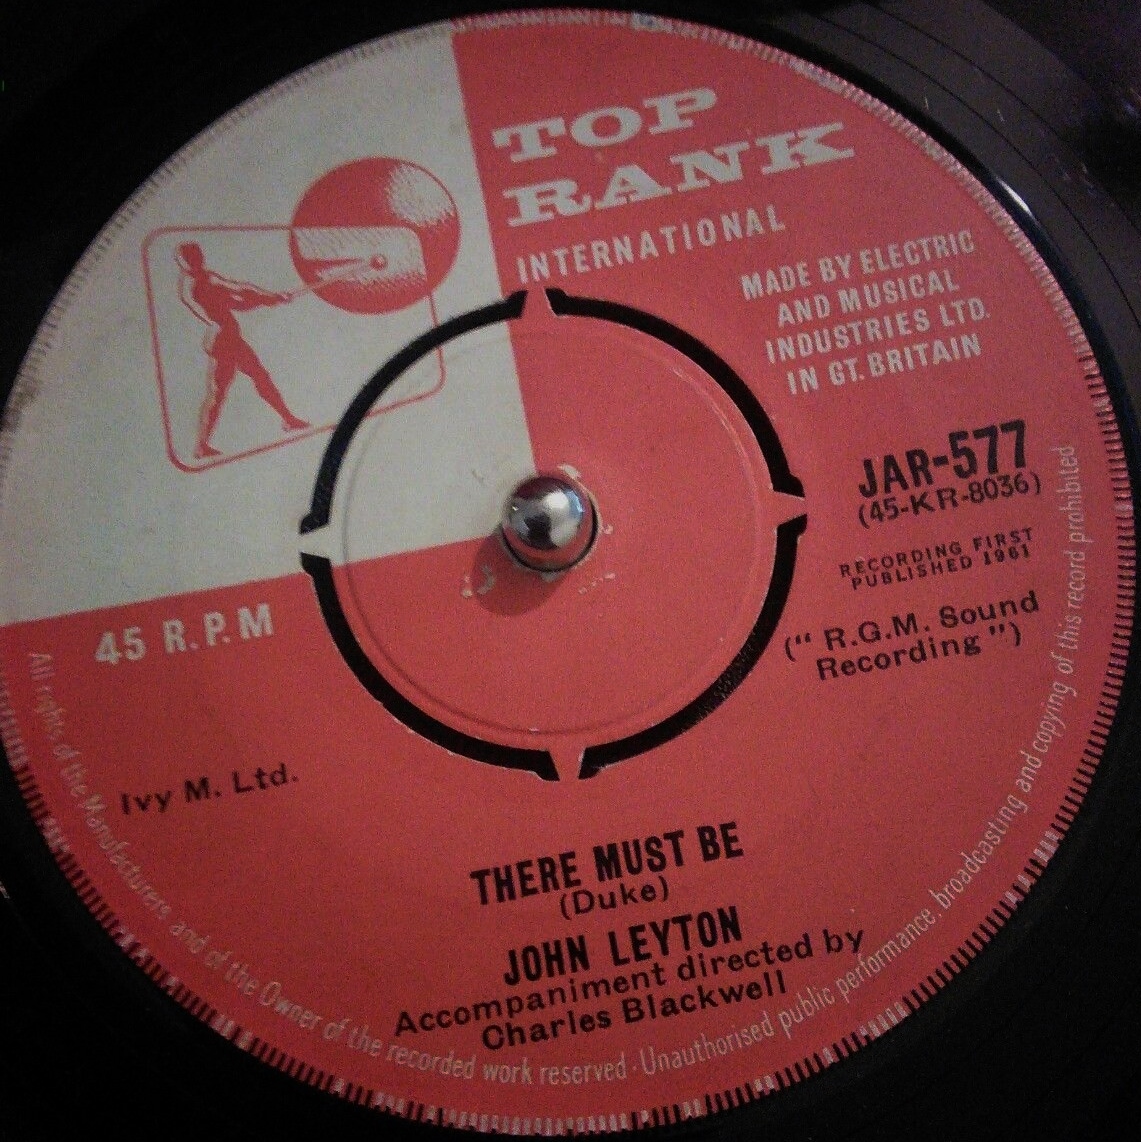 TOP
RANK
INTERNATIONAL
MADE BY ELECTRIC
AND MUSICAL
INDUSTRIES LTD.
IN GT. BRITAIN
JAR-577
(45-KR-8036)
RECORDING FIRST
PUBLISHED 1961
(" R.G.M. Sound
Recording ")
45 R.P.M
Ivy M. Ltd.
THERE MUST BE
(Duke)
JOHN LEYTON
Accompaniment directed by
Charles Blackwell
All rights of the Manufacturers and of the Owner of the recorded work reserved · Unauthorised public performance, broadcasting and copying of this record prohibited